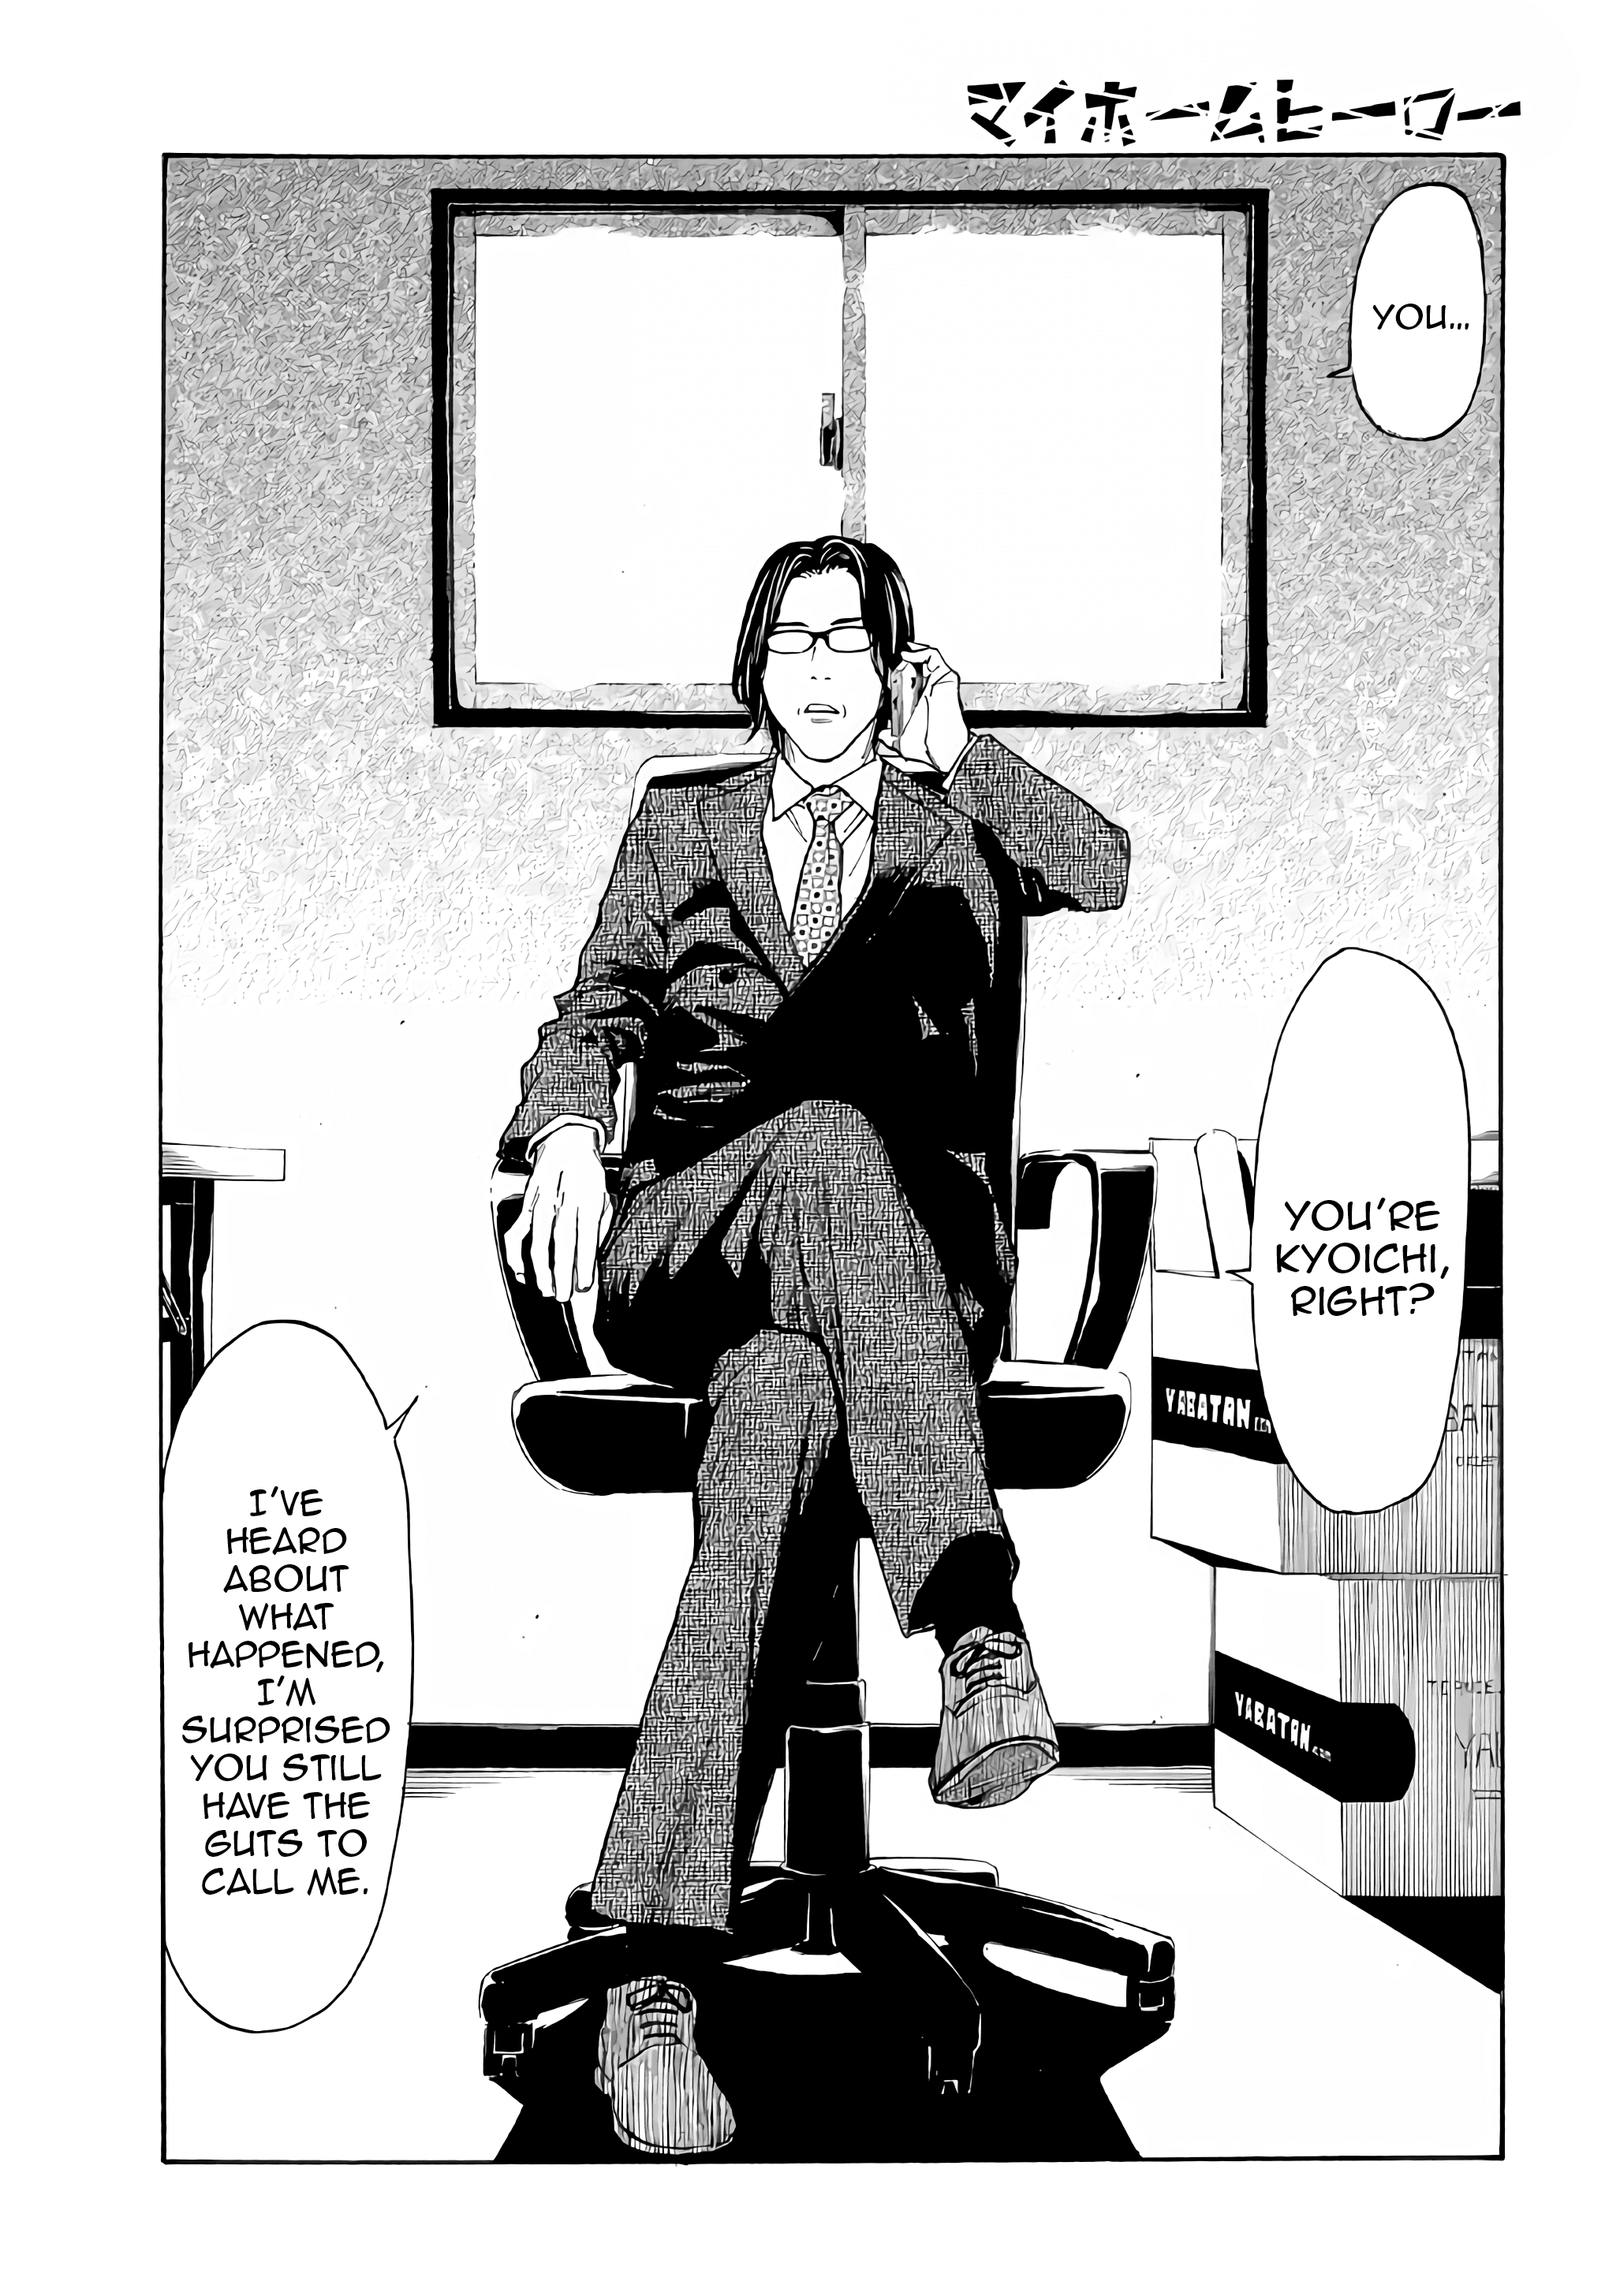 マイホームヒーロー
YOU...
YOU'RE
KYOICHI,
RIGHT?
YABATAN
YABATAN
I'VE
HEARD
ABOUT
WHAT
HAPPENED,
I'M
SURPRISED
YOU STILL
HAVE THE
GUTS TO
CALL ME.